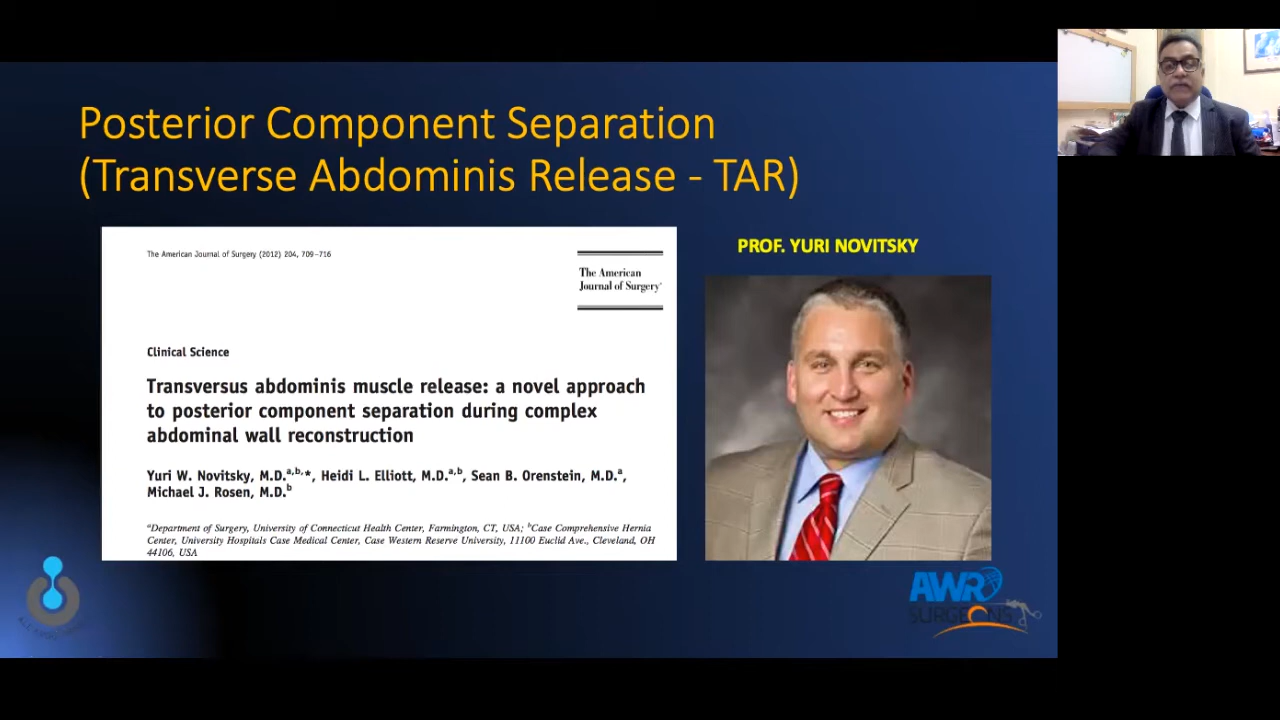 Posterior Component Separation
(Transverse Abdominis Release - TAR)
The American Journal of Surgery (2012) 204, 709–716
The American
Journal of Surgery
Clinical Science
Transversus abdominis muscle release: a novel approach
to posterior component separation during complex
abdominal wall reconstruction
Yuri W. Novitsky, M.D.a,b,*, Heidi L. Elliott, M.D.a,b, Sean B. Orenstein, M.D.a,
Michael J. Rosen, M.D.b
aDepartment of Surgery, University of Connecticut Health Center, Farmington, CT, USA; bCase Comprehensive Hernia
Center, University Hospitals Case Medical Center, Case Western Reserve University, 11100 Euclid Ave., Cleveland, OH
44106, USA
PROF. YURI NOVITSKY
AWR
SURGEONS